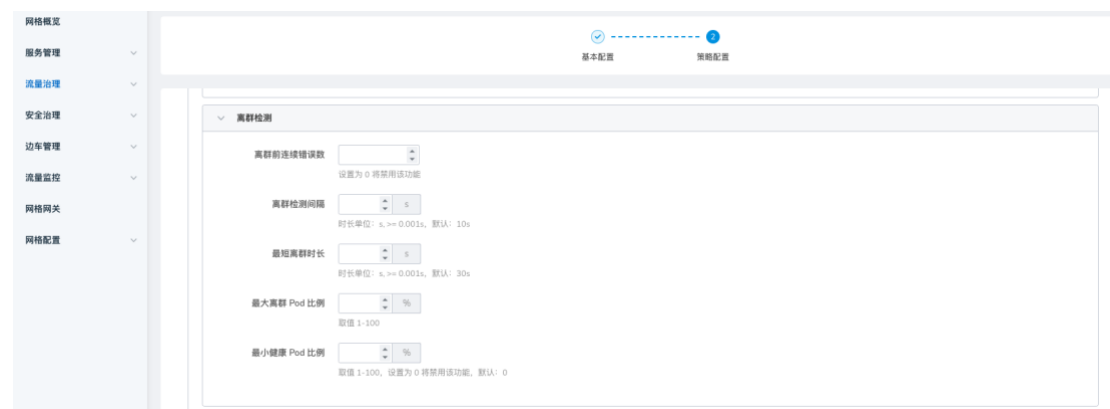 网格概览
服务管理
流量治理
安全治理
边车管理
流量监控
网格网关
网格配置
2
基本配置
策略配置
离群检测
离群前连续错误数
设置为 0 将禁用该功能
离群检测间隔
s
时长单位：s, >= 0.001s，默认：10s
最短离群时长
s
时长单位：s, >= 0.001s，默认：30s
最大离群 Pod 比例
%
取值 1-100
最小健康 Pod 比例
%
取值 1-100，设置为 0 将禁用该功能，默认：0